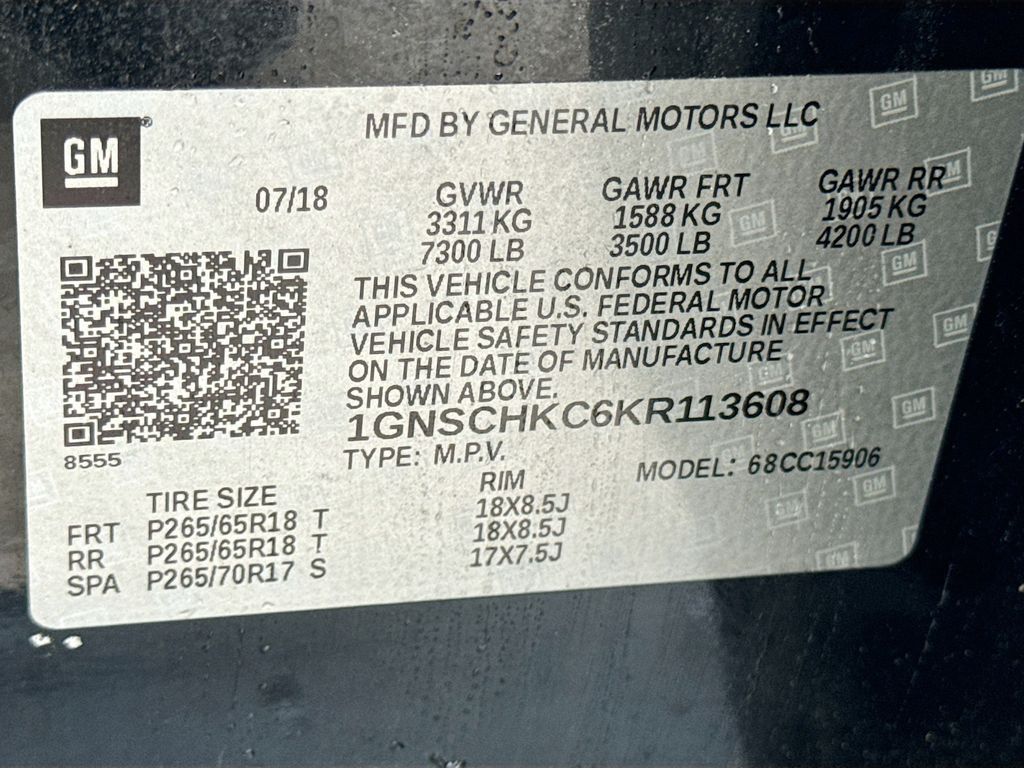 GM
MFD BY GENERAL MOTORS LLC
07/18
GVWR GAWR FRT GAWR RR
3311 KG 1588 KG 1905 KG
7300 LB 3500 LB 4200 LB
THIS VEHICLE CONFORMS TO ALL
APPLICABLE U.S. FEDERAL MOTOR
VEHICLE SAFETY STANDARDS IN EFFECT
ON THE DATE OF MANUFACTURE
SHOWN ABOVE.
1GNSCHKC6KR113608
8555
TYPE: M.P.V. MODEL: 68CC15906
TIRE SIZE RIM
FRT P265/65R18 T 18X8.5J
RR P265/65R18 T 18X8.5J
SPA P265/70R17 S 17X7.5J